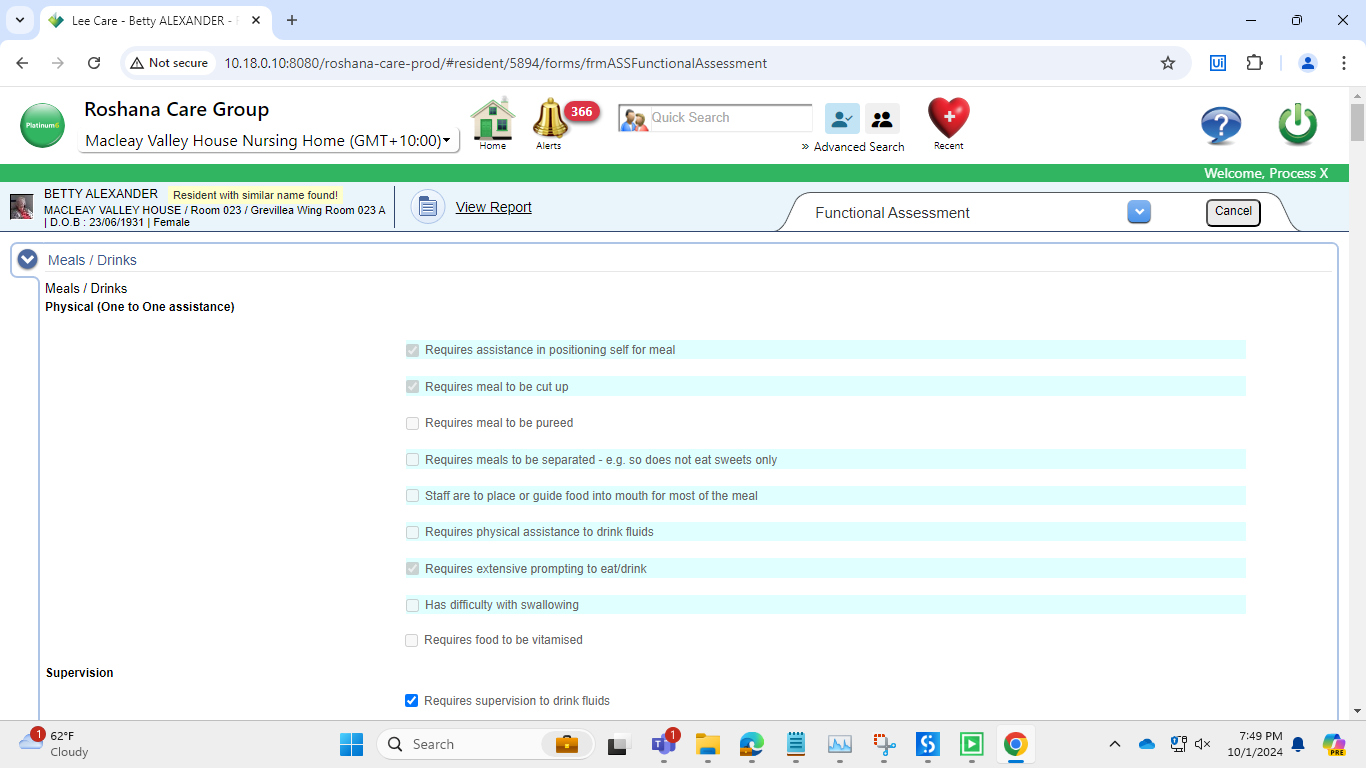 Lee Care - Betty ALEXANDER -
Not secure
10.18.0.10:8080/roshana-care-prod/#resident/5894/forms/frmASSFunctionalAssessment
Ui
Platinum6
Roshana Care Group
Macleay Valley House Nursing Home (GMT+10:00)
Home
366
Alerts
Quick Search
» Advanced Search
Recent
Welcome, Process X
BETTY ALEXANDER Resident with similar name found!
MACLEAY VALLEY HOUSE / Room 023 / Grevillea Wing Room 023 A
| D.O.B : 23/06/1931 | Female
View Report
Functional Assessment
Cancel
Meals / Drinks
Meals / Drinks
Physical (One to One assistance)
Requires assistance in positioning self for meal
Requires meal to be cut up
Requires meal to be pureed
Requires meals to be separated - e.g. so does not eat sweets only
Staff are to place or guide food into mouth for most of the meal
Requires physical assistance to drink fluids
Requires extensive prompting to eat/drink
Has difficulty with swallowing
Requires food to be vitamised
Supervision
Requires supervision to drink fluids
1
62°F
Cloudy
Search
1
7:49 PM
10/1/2024
PRE